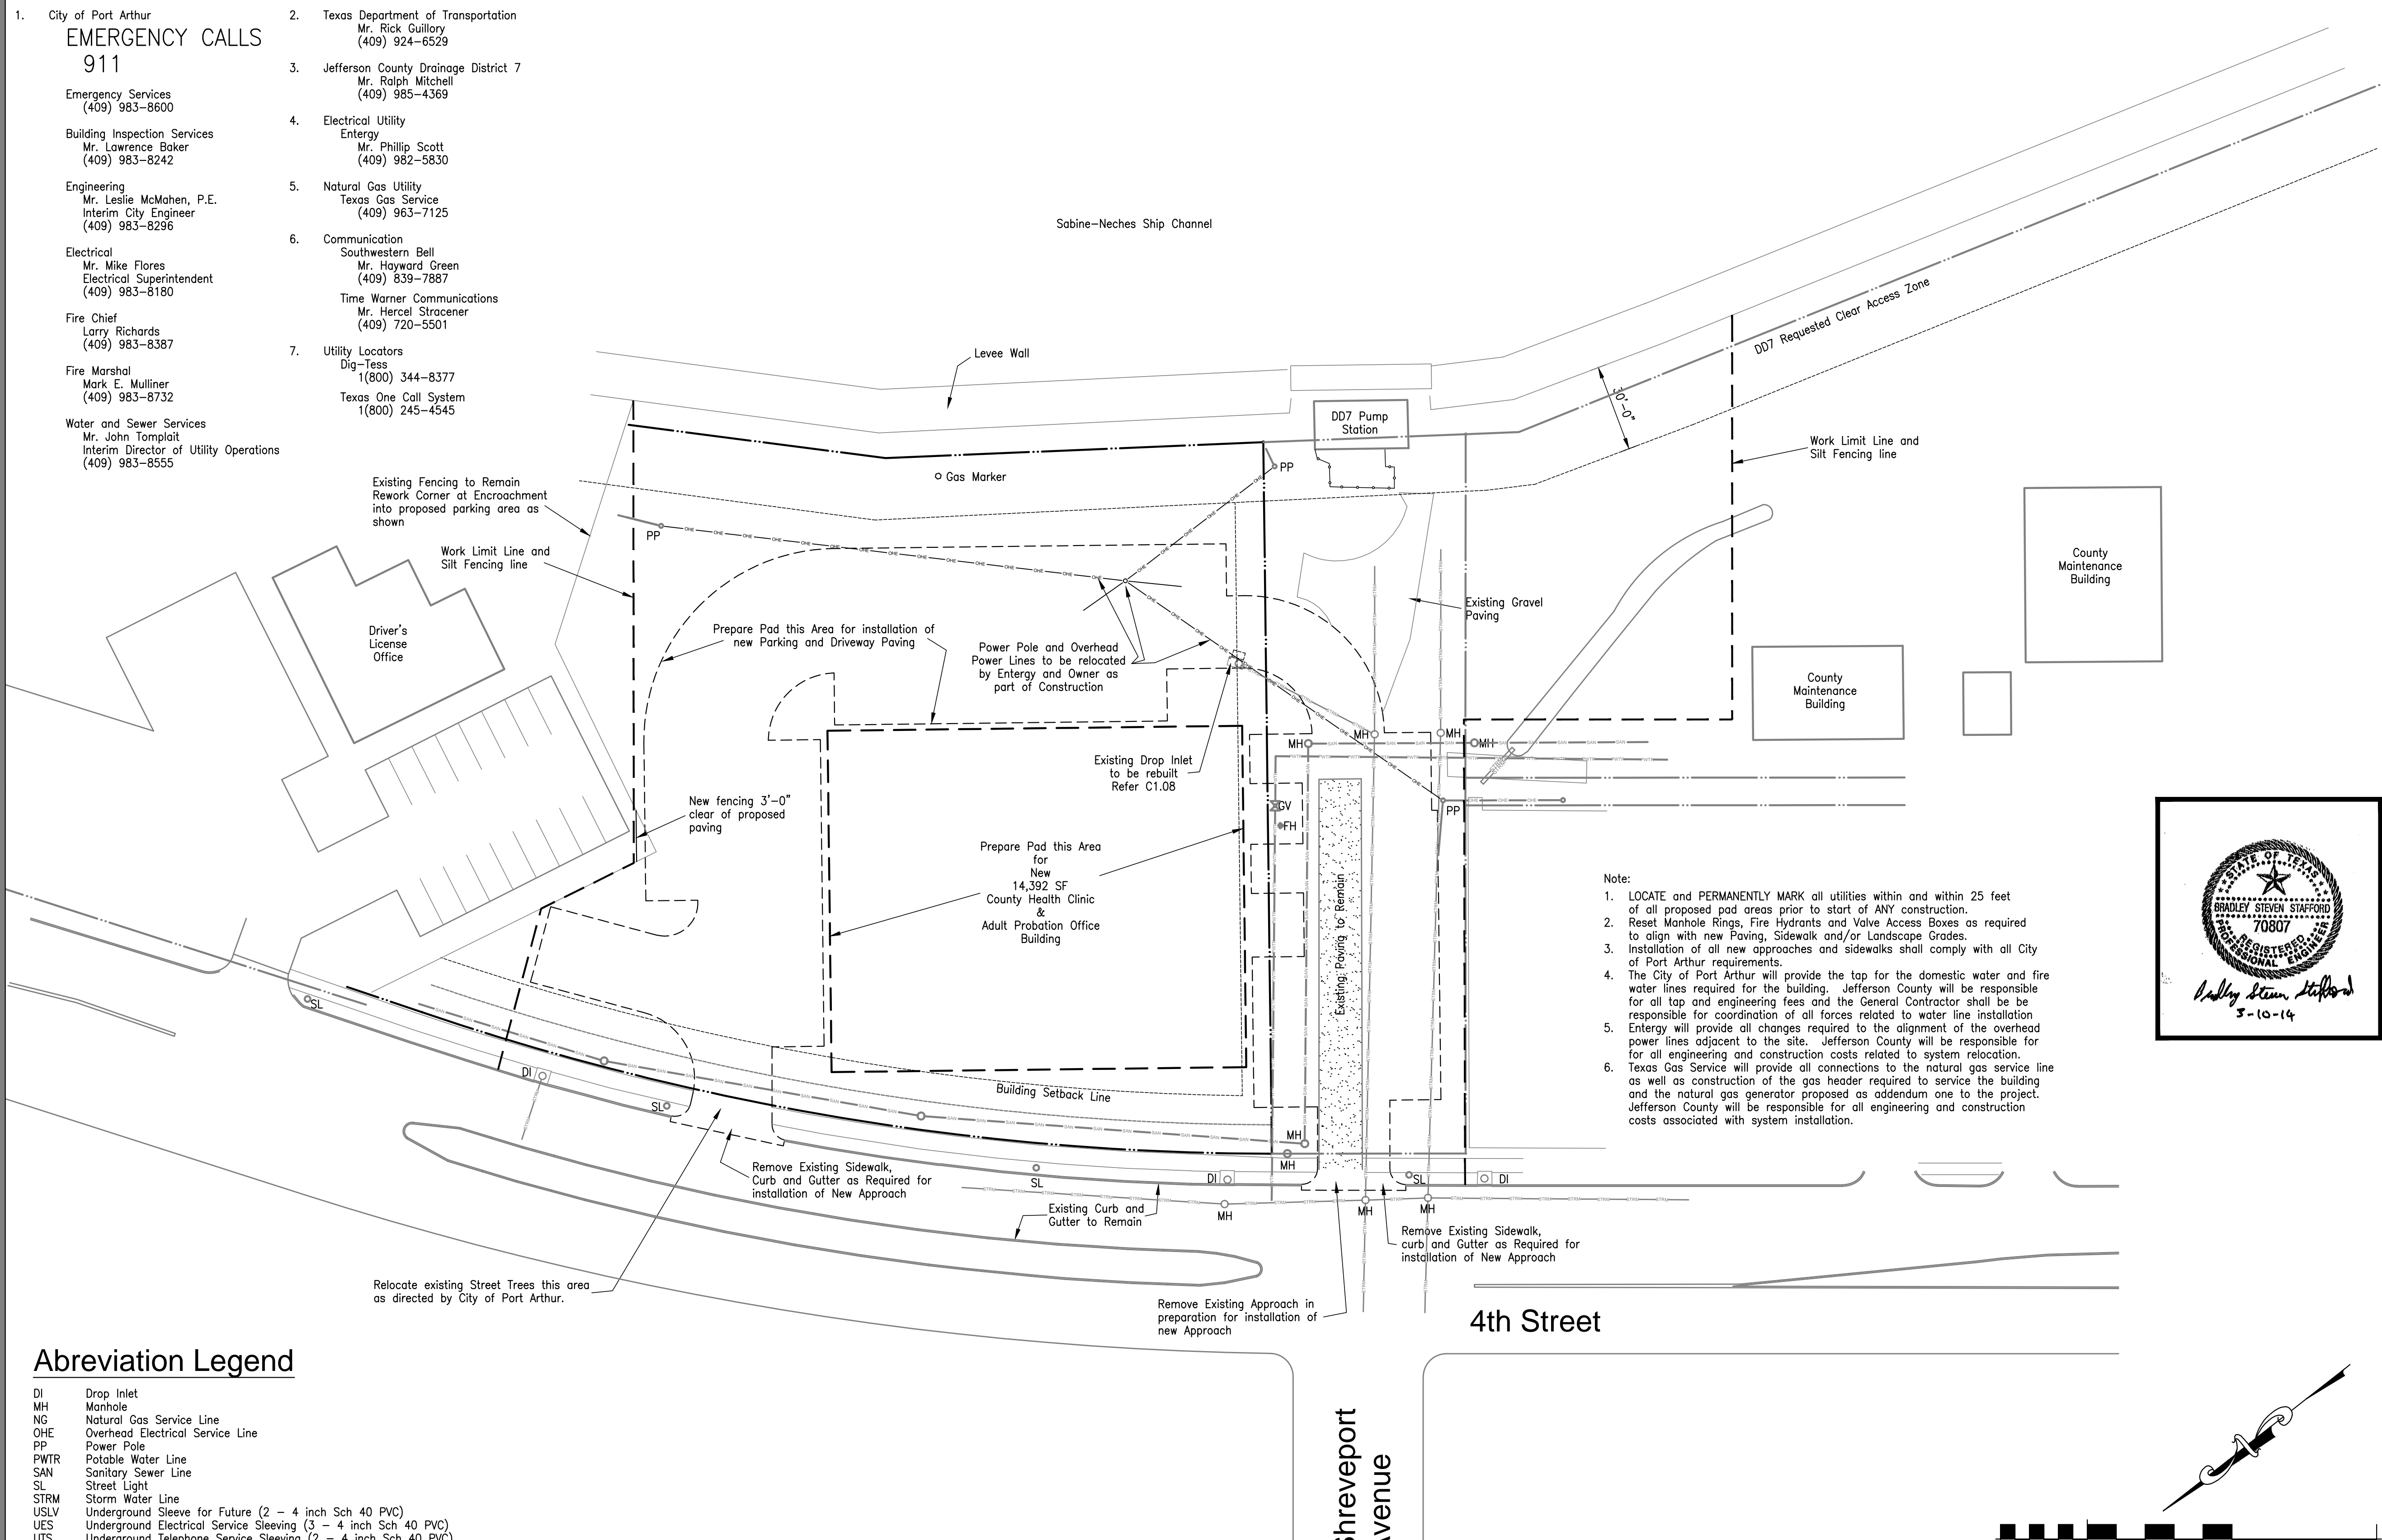 1. City of Port Arthur
EMERGENCY CALLS
911
Emergency Services
(409) 983-8600
Building Inspection Services
Mr. Lawrence Baker
(409) 983-8242
Engineering
Mr. Leslie McMahen, P.E.
Interim City Engineer
(409) 983-8296
Electrical
Mr. Mike Flores
Electrical Superintendent
(409) 983-8180
Fire Chief
Larry Richards
(409) 983-8387
Fire Marshal
Mark E. Mulliner
(409) 983-8732
Water and Sewer Services
Mr. John Tomplait
Interim Director of Utility Operations
(409) 983-8555
2. Texas Department of Transportation
Mr. Rick Guillory
(409) 924-6529
3. Jefferson County Drainage District 7
Mr. Ralph Mitchell
(409) 985-4369
4. Electrical Utility
Entergy
Mr. Phillip Scott
(409) 982-5830
5. Natural Gas Utility
Texas Gas Service
(409) 963-7125
6. Communication
Southwestern Bell
Mr. Hayward Green
(409) 839-7887
Time Warner Communications
Mr. Hercel Stracener
(409) 720-5501
7. Utility Locators
Dig-Tess
1(800) 344-8377
Texas One Call System
1(800) 245-4545
Sabine-Neches Ship Channel
DD7 Requested Clear Access Zone
Levee Wall
30'-0"
DD7 Pump
Station
Work Limit Line and
Silt Fencing line
PP
Gas Marker
Existing Fencing to Remain
Rework Corner at Encroachment
into proposed parking area as
shown
PP
Work Limit Line and
Silt Fencing line
County
Maintenance
Building
Existing Gravel
Paving
Driver's
License
Office
Prepare Pad this Area for installation of
new Parking and Driveway Paving
Power Pole and Overhead
Power Lines to be relocated
by Entergy and Owner as
part of Construction
County
Maintenance
Building
MH
MH
MH
MH
Existing Drop Inlet
to be rebuilt
Refer C1.08
New fencing 3'-0"
clear of proposed
paving
GV
FH
PP
Prepare Pad this Area
for
New
14,392 SF
County Health Clinic
&
Adult Probation Office
Building
Existing Paving to Remain
Note:
1. LOCATE and PERMANENTLY MARK all utilities within and within 25 feet
of all proposed pad areas prior to start of ANY construction.
2. Reset Manhole Rings, Fire Hydrants and Valve Access Boxes as required
to align with new Paving, Sidewalk and/or Landscape Grades.
3. Installation of all new approaches and sidewalks shall comply with all City
of Port Arthur requirements.
4. The City of Port Arthur will provide the tap for the domestic water and fire
water lines required for the building. Jefferson County will be responsible
for all tap and engineering fees and the General Contractor shall be be
responsible for coordination of all forces related to water line installation
5. Entergy will provide all changes required to the alignment of the overhead
power lines adjacent to the site. Jefferson County will be responsible for
for all engineering and construction costs related to system relocation.
6. Texas Gas Service will provide all connections to the natural gas service line
as well as construction of the gas header required to service the building
and the natural gas generator proposed as addendum one to the project.
Jefferson County will be responsible for all engineering and construction
costs associated with system installation.
STATE OF TEXAS
BRADLEY STEVEN STAFFORD
70807
REGISTERED
PROFESSIONAL ENGINEER
Bradley Steven Stafford
3-10-14
SL
DI
SL
Building Setback Line
MH
MH
SL
DI
SL
DI
MH
MH
MH
Remove Existing Sidewalk,
Curb and Gutter as Required for
installation of New Approach
Existing Curb and
Gutter to Remain
Remove Existing Sidewalk,
curb and Gutter as Required for
installation of New Approach
Relocate existing Street Trees this area
as directed by City of Port Arthur.
Remove Existing Approach in
preparation for installation of
new Approach
4th Street
Shreveport
Avenue
Abreviation Legend
DI Drop Inlet
MH Manhole
NG Natural Gas Service Line
OHE Overhead Electrical Service Line
PP Power Pole
PWTR Potable Water Line
SAN Sanitary Sewer Line
SL Street Light
STRM Storm Water Line
USLV Underground Sleeve for Future (2 - 4 inch Sch 40 PVC)
UES Underground Electrical Service Sleeving (3 - 4 inch Sch 40 PVC)
UTS Underground Telephone Service Sleeving (2 - 4 inch Sch 40 PVC)